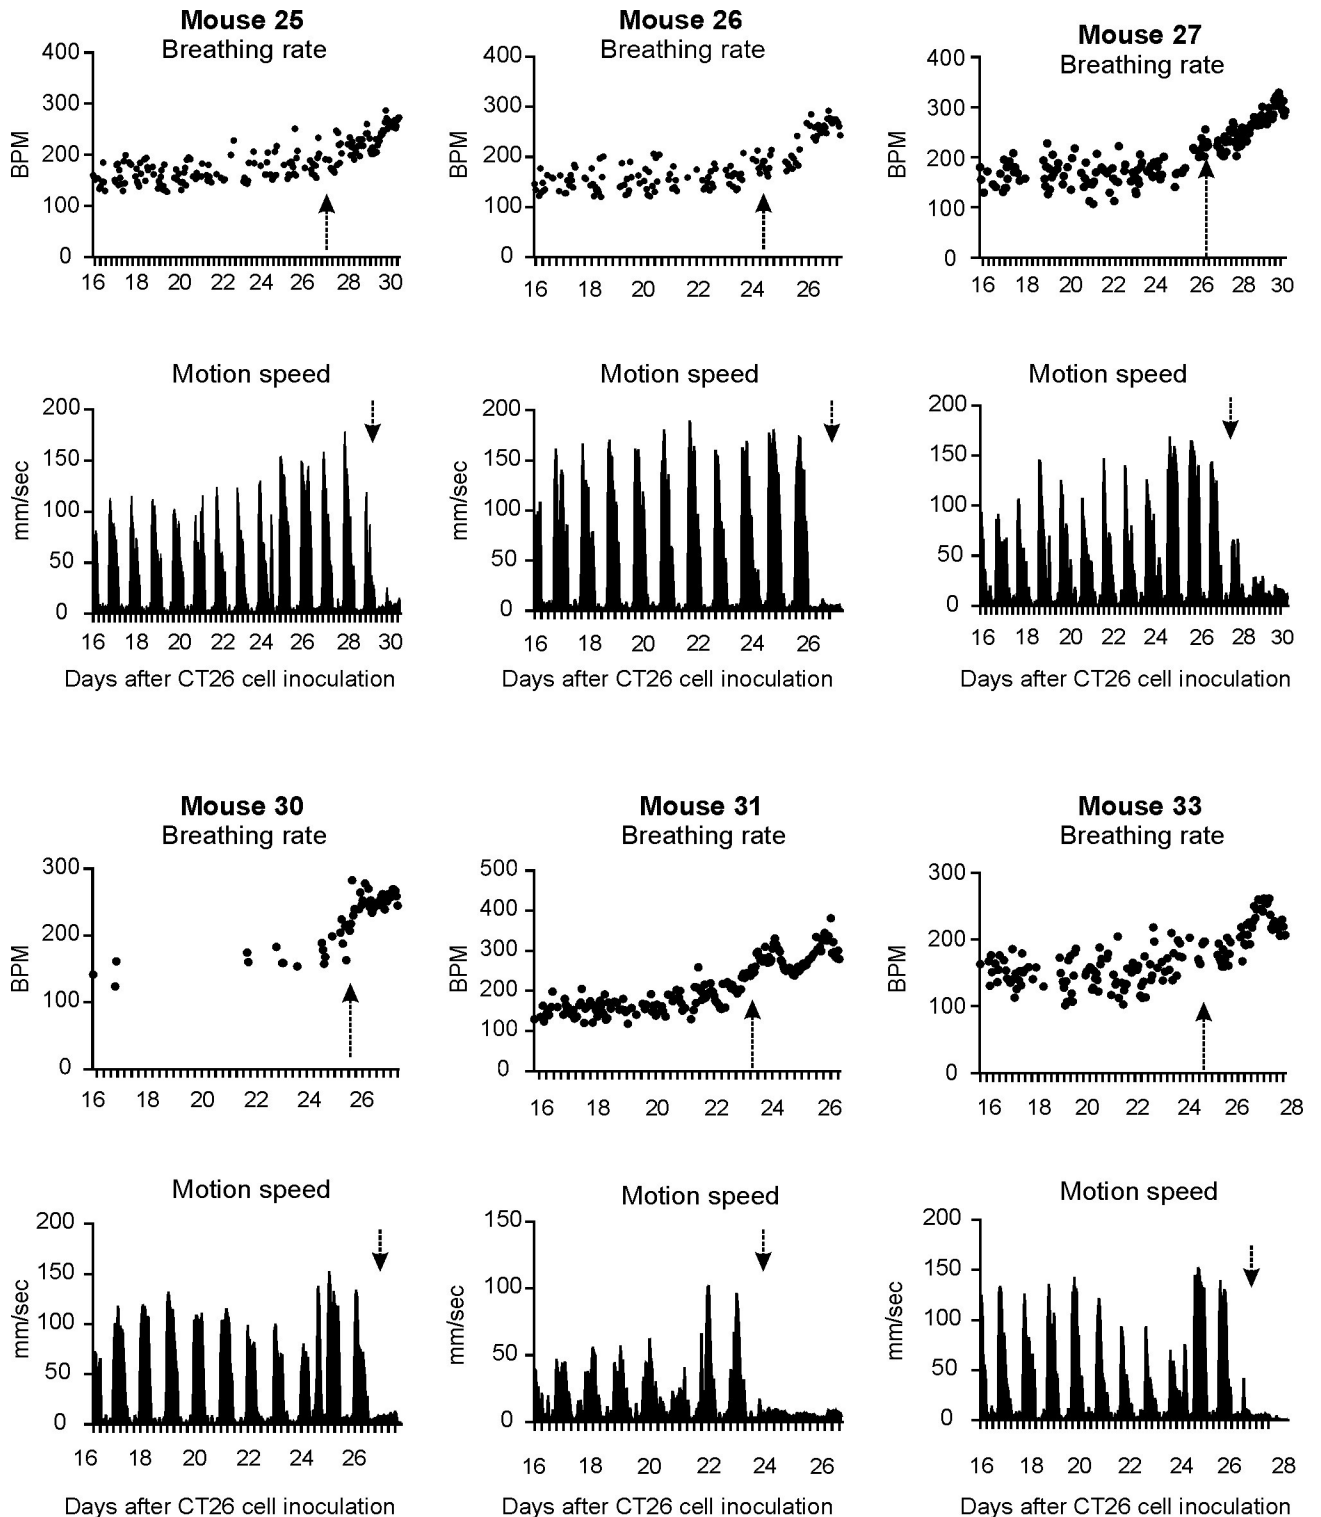 Mouse 25
Breathing rate
400
300
200
100
0
BPM
16 18 20 22 24 26 28 30
Mouse 26
Breathing rate
400
300
200
100
0
BPM
16 18 20 22 24 26
Mouse 27
Breathing rate
400
300
200
100
0
BPM
16 18 20 22 24 26 28 30
Motion speed
200
150
100
50
0
mm/sec
16 18 20 22 24 26 28 30
Days after CT26 cell inoculation
Motion speed
200
150
100
50
0
mm/sec
16 18 20 22 24 26
Days after CT26 cell inoculation
Motion speed
200
150
100
50
0
mm/sec
16 18 20 22 24 26 28 30
Days after CT26 cell inoculation
Mouse 30
Breathing rate
300
200
100
0
BPM
16 18 20 22 24 26
Mouse 31
Breathing rate
500
400
300
200
100
0
BPM
16 18 20 22 24 26
Mouse 33
Breathing rate
300
200
100
0
BPM
16 18 20 22 24 26 28
Motion speed
200
150
100
50
0
mm/sec
16 18 20 22 24 26
Days after CT26 cell inoculation
Motion speed
150
100
50
0
mm/sec
16 18 20 22 24 26
Days after CT26 cell inoculation
Motion speed
200
150
100
50
0
mm/sec
16 18 20 22 24 26 28
Days after CT26 cell inoculation